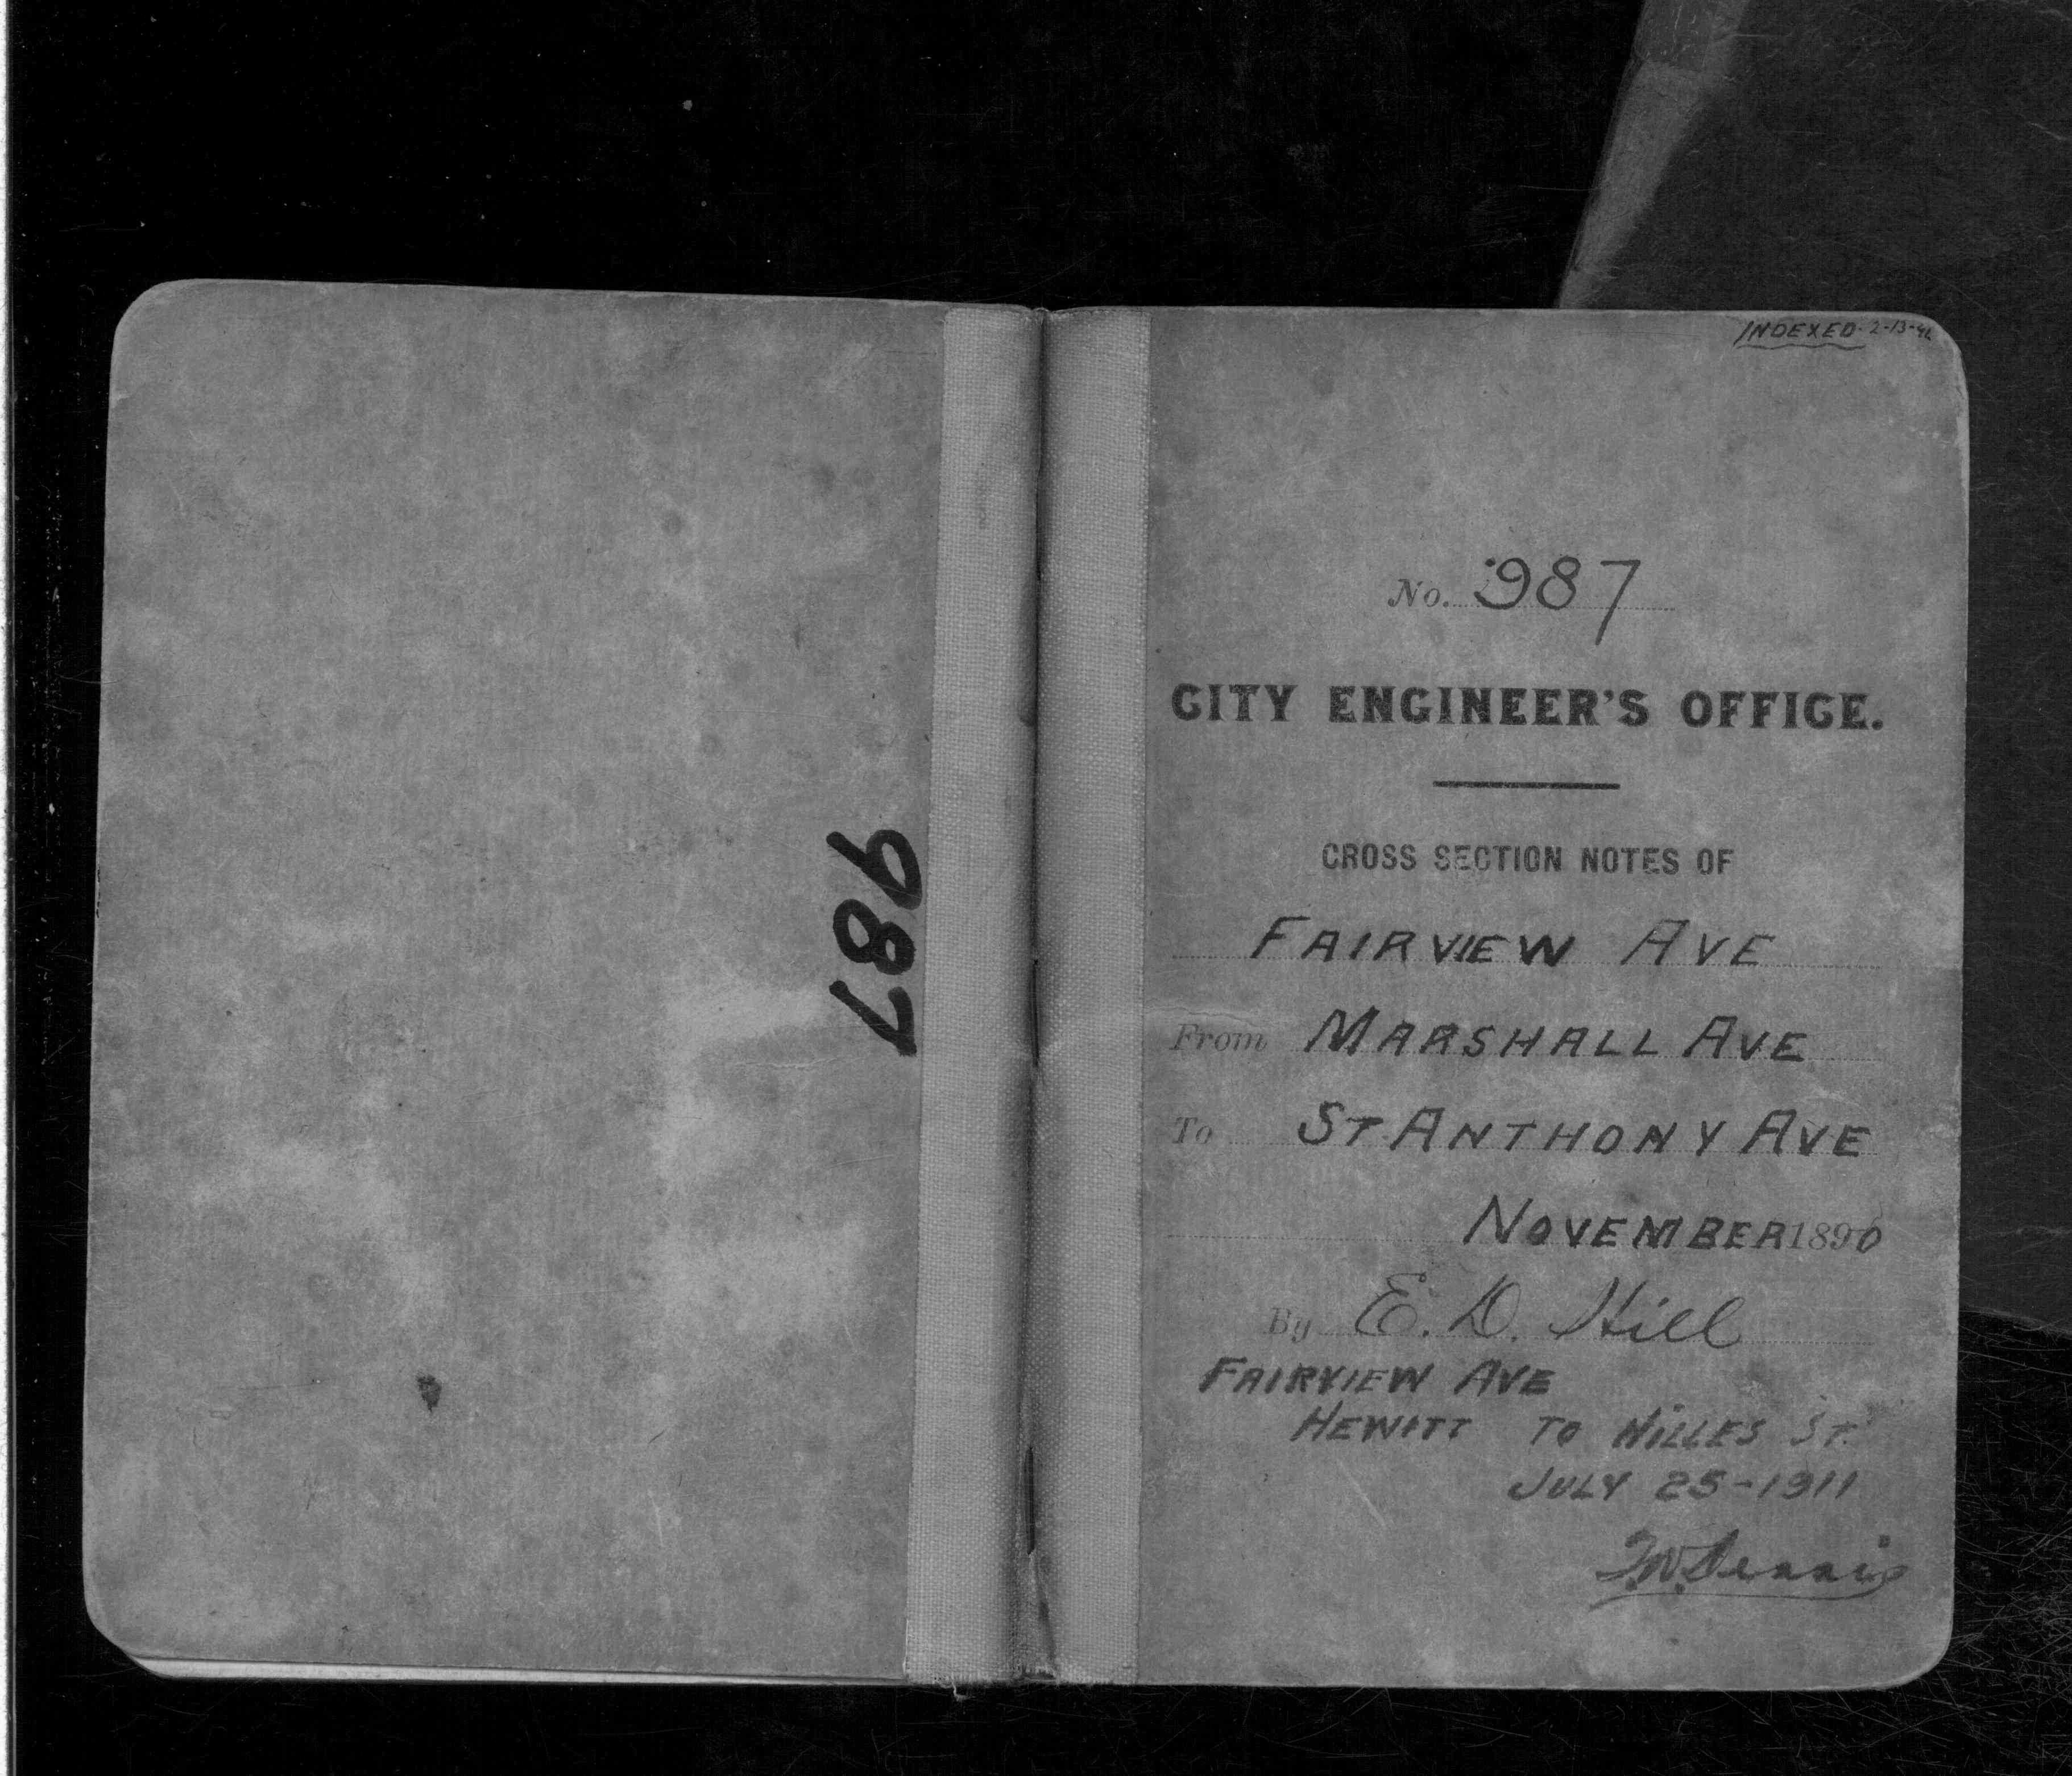 987
INDEXED 2-13-42
No. 987
CITY ENGINEER'S OFFICE.
CROSS SECTION NOTES OF
FAIRVIEW AVE
From MARSHALL AVE
To ST ANTHONY AVE
NOVEMBER 1890
By E. D. Hill
FAIRVIEW AVE
HEWITT TO MILLES ST.
JULY 25-1911